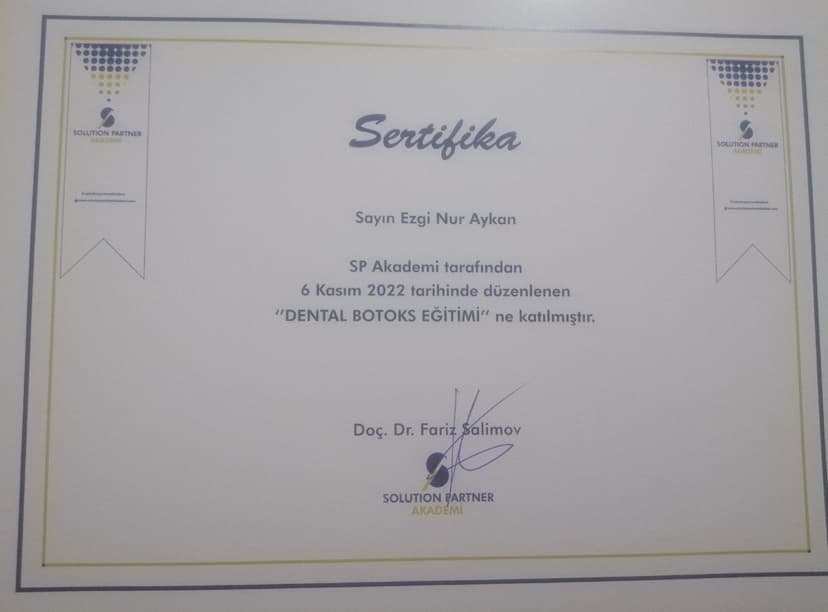 SOLUTION PARTNER
AKADEMİ
SOLUTION PARTNER
AKADEMİ
Sertifika
Sayın Ezgi Nur Aykan
SP Akademi tarafından
6 Kasım 2022 tarihinde düzenlenen
‘‘DENTAL BOTOKS EĞİTİMİ’’ ne katılmıştır.
Doç. Dr. Fariz Salimov
SOLUTION PARTNER
AKADEMİ